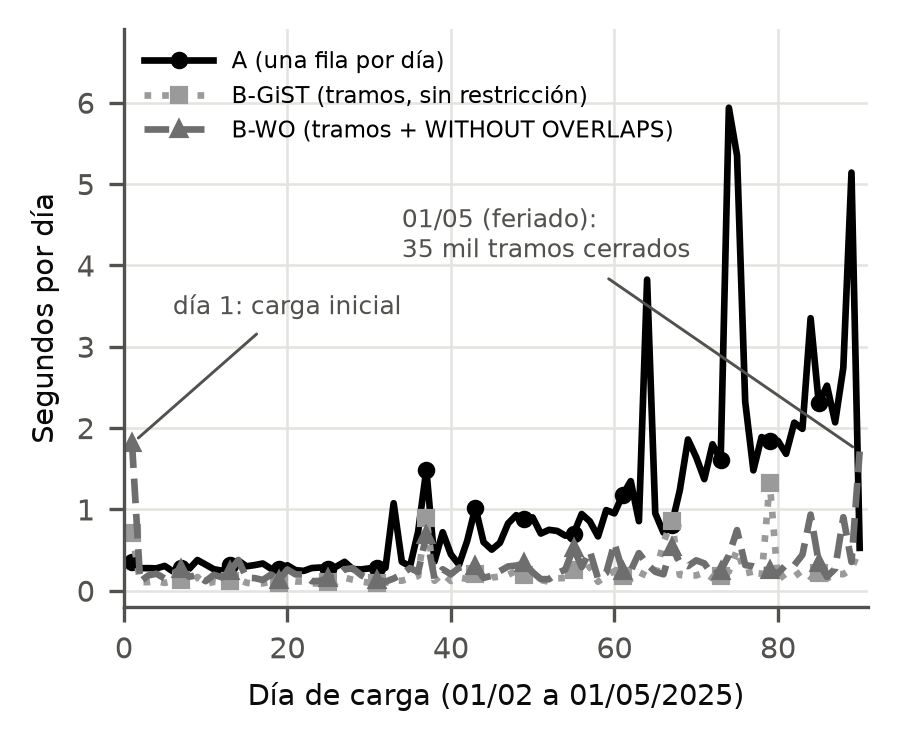 A (una fila por día)
B-GiST (tramos, sin restricción)
B-WO (tramos + WITHOUT OVERLAPS)
01/05 (feriado):
35 mil tramos cerrados
día 1: carga inicial
Segundos por día
6
5
4
3
2
1
0
0 20 40 60 80
Día de carga (01/02 a 01/05/2025)